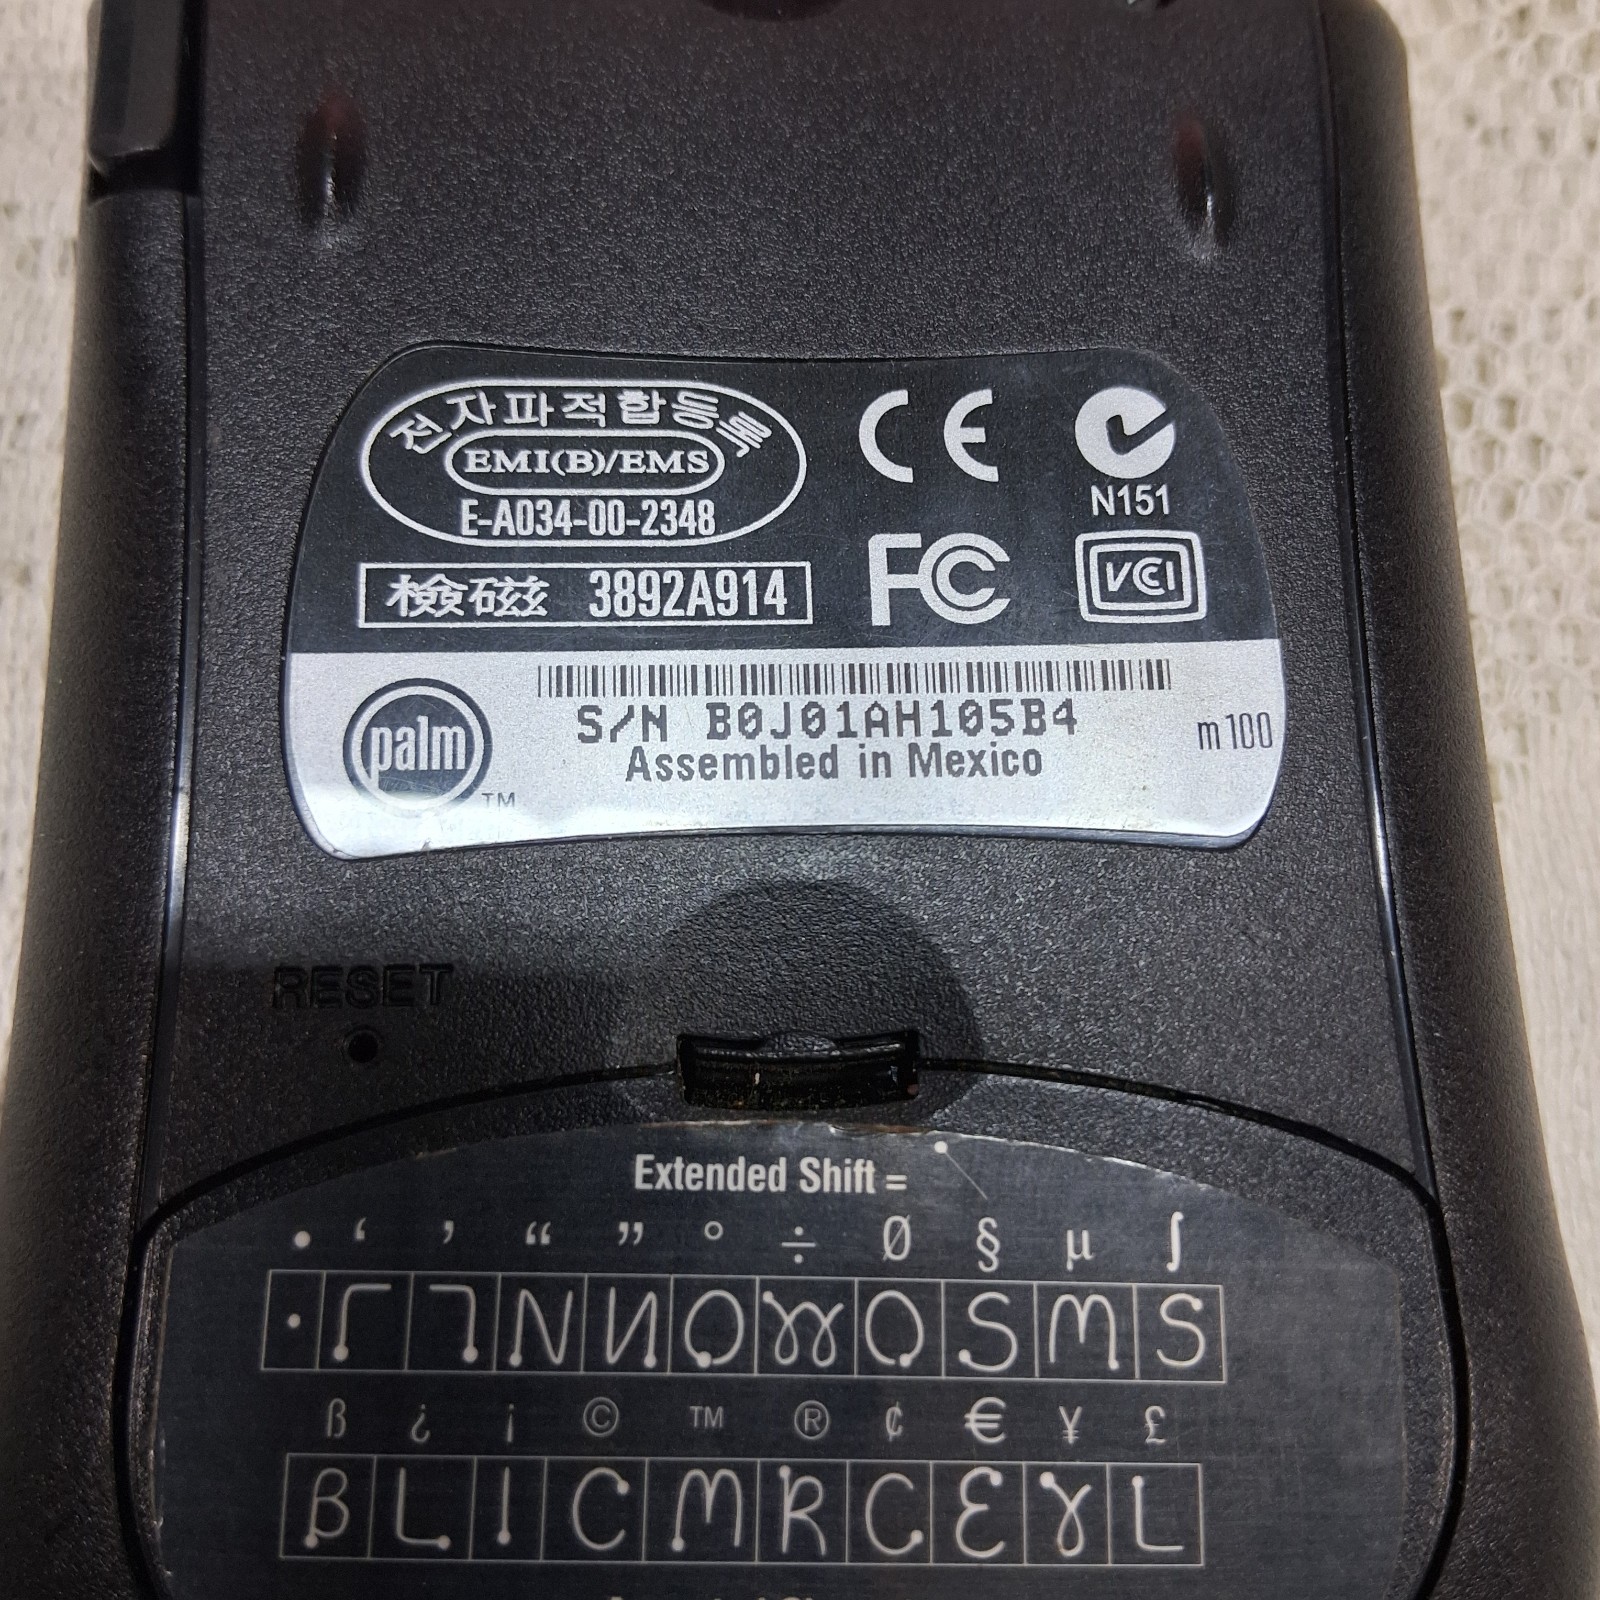 전자파적합등록
EMI(B)/EMS
E-A034-00-2348
CE
N151
檢磁 3892A914
FC
VCI
palm
TM
S/N B0J01AH105B4
Assembled in Mexico
m100
RESET
Extended Shift =
• ‘ ’ “ ” ° ÷ Ø § µ ∫
ß ¿ ¡ © ™ ® ¢ € ¥ £